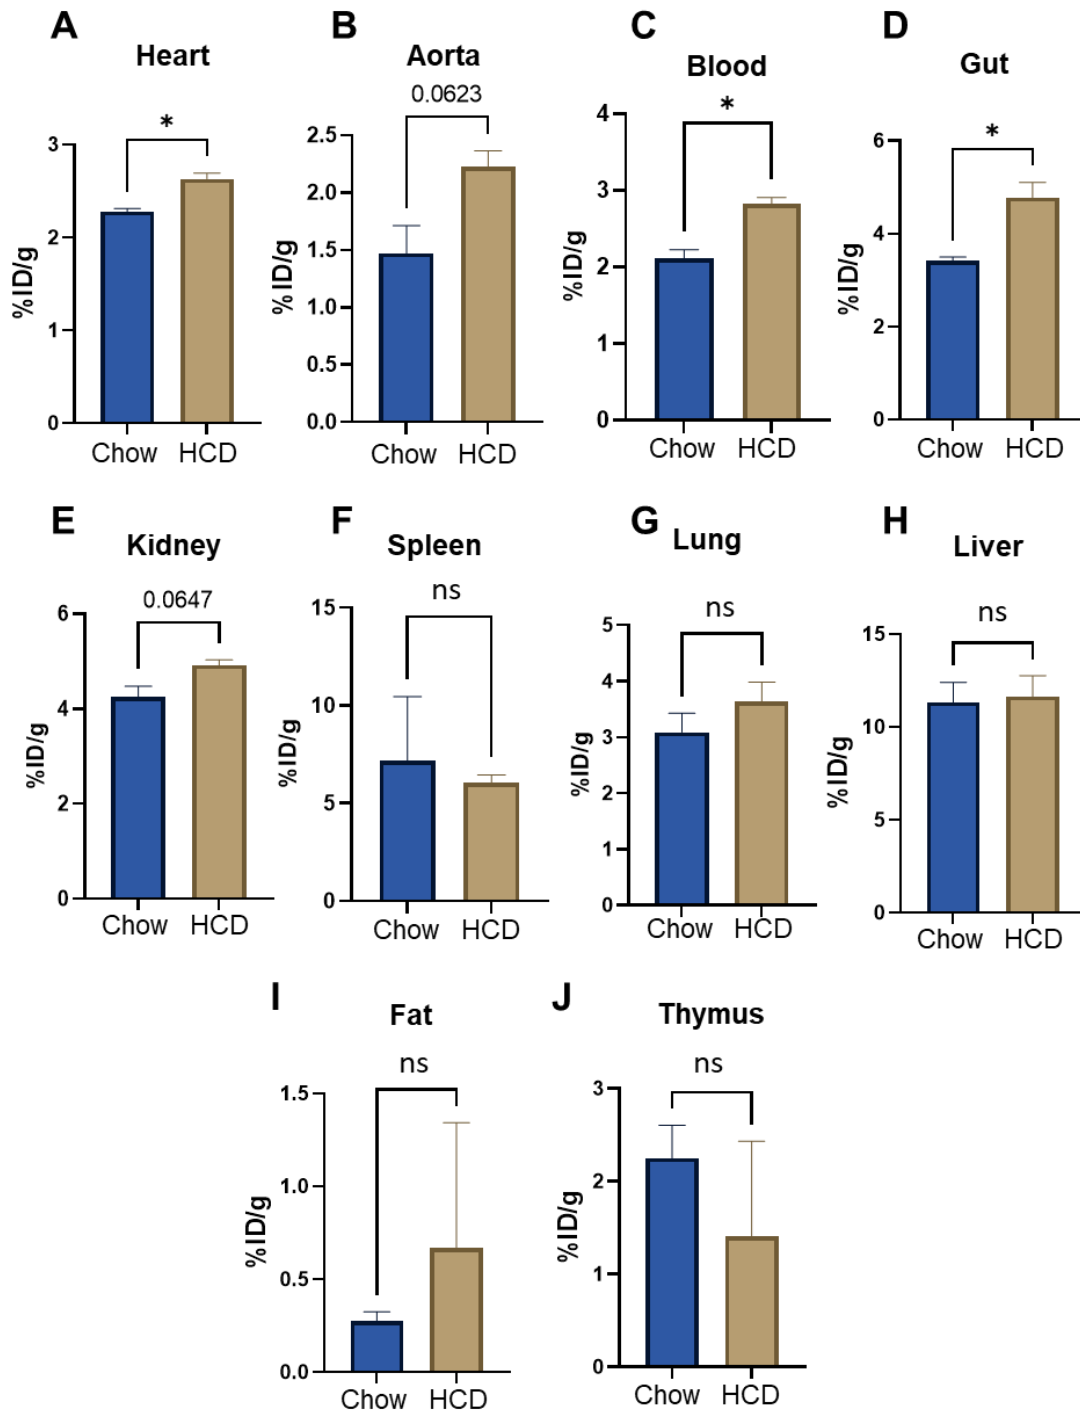 A
Heart
*
%ID/g
3
2
1
0
Chow HCD
B
Aorta
0.0623
%ID/g
2.5
2.0
1.5
1.0
0.5
0.0
Chow HCD
C
Blood
*
%ID/g
4
3
2
1
0
Chow HCD
D
Gut
*
%ID/g
6
4
2
0
Chow HCD
E
Kidney
0.0647
%ID/g
6
4
2
0
Chow HCD
F
Spleen
ns
%ID/g
15
10
5
0
Chow HCD
G
Lung
ns
%ID/g
5
4
3
2
1
0
Chow HCD
H
Liver
ns
%ID/g
15
10
5
0
Chow HCD
I
Fat
ns
%ID/g
1.5
1.0
0.5
0.0
Chow HCD
J
Thymus
ns
%ID/g
3
2
1
0
Chow HCD